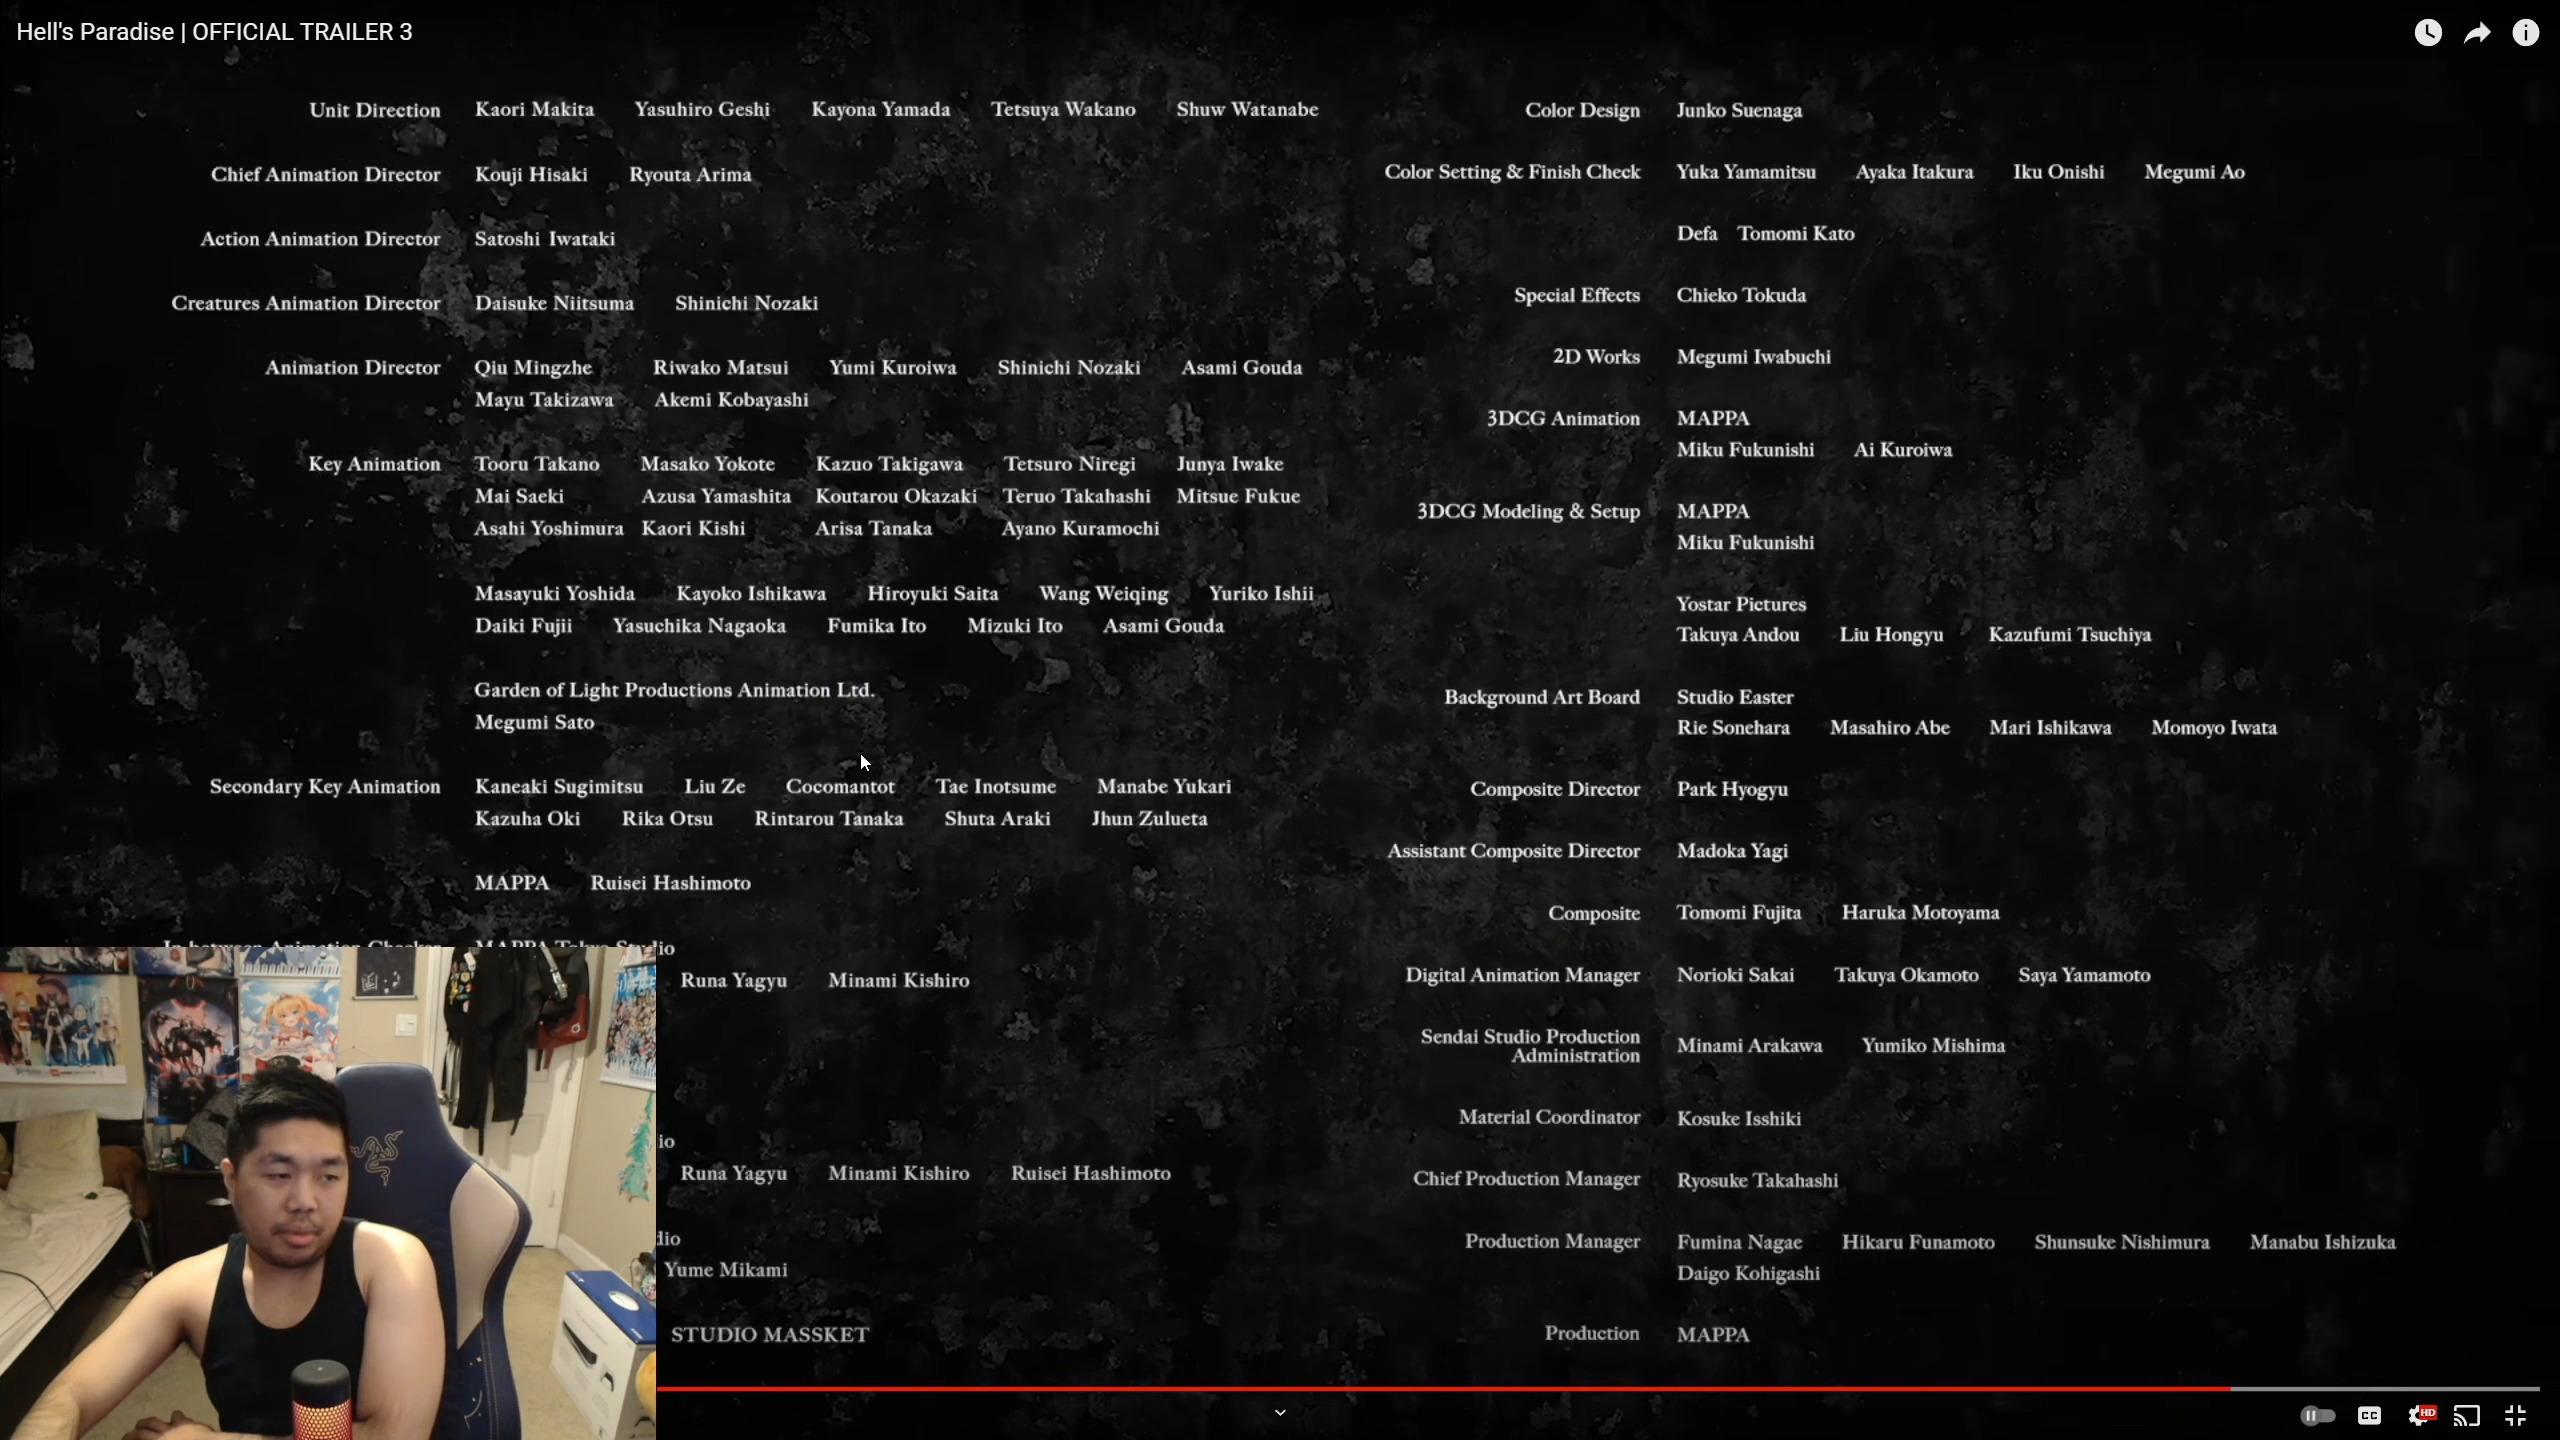 Hell's Paradise | OFFICIAL TRAILER 3
Unit Direction Kaori Makita Yasuhiro Geshi Kayona Yamada Tetsuya Wakano Shuw Watanabe
Chief Animation Director Kouji Hisaki Ryouta Arima
Action Animation Director Satoshi Iwataki
Creatures Animation Director Daisuke Niitsuma Shinichi Nozaki
Animation Director Qiu Mingzhe Riwako Matsui Yumi Kuroiwa Shinichi Nozaki Asami Gouda
Mayu Takizawa Akemi Kobayashi
Key Animation Tooru Takano Masako Yokote Kazuo Takigawa Tetsuro Niregi Junya Iwake
Mai Saeki Azusa Yamashita Koutarou Okazaki Teruo Takahashi Mitsue Fukue
Asahi Yoshimura Kaori Kishi Arisa Tanaka Ayano Kuramochi
Masayuki Yoshida Kayoko Ishikawa Hiroyuki Saita Wang Weiqing Yuriko Ishii
Daiki Fujii Yasuchika Nagaoka Fumika Ito Mizuki Ito Asami Gouda
Garden of Light Productions Animation Ltd.
Megumi Sato
Secondary Key Animation Kaneaki Sugimitsu Liu Ze Cocomantot Tae Inotsume Manabe Yukari
Kazuha Oki Rika Otsu Rintarou Tanaka Shuta Araki Jhun Zulueta
MAPPA Ruisei Hashimoto
In-between Animation Checker MAPPA Tokyo Studio
Runa Yagyu Minami Kishiro
io
Runa Yagyu Minami Kishiro Ruisei Hashimoto
dio
Yume Mikami
STUDIO MASSKET
Color Design Junko Suenaga
Color Setting & Finish Check Yuka Yamamitsu Ayaka Itakura Iku Onishi Megumi Ao
Defa Tomomi Kato
Special Effects Chieko Tokuda
2D Works Megumi Iwabuchi
3DCG Animation MAPPA
Miku Fukunishi Ai Kuroiwa
3DCG Modeling & Setup MAPPA
Miku Fukunishi
Yostar Pictures
Takuya Andou Liu Hongyu Kazufumi Tsuchiya
Background Art Board Studio Easter
Rie Sonehara Masahiro Abe Mari Ishikawa Momoyo Iwata
Composite Director Park Hyogyu
Assistant Composite Director Madoka Yagi
Composite Tomomi Fujita Haruka Motoyama
Digital Animation Manager Norioki Sakai Takuya Okamoto Saya Yamamoto
Sendai Studio Production
Administration Minami Arakawa Yumiko Mishima
Material Coordinator Kosuke Isshiki
Chief Production Manager Ryosuke Takahashi
Production Manager Fumina Nagae Hikaru Funamoto Shunsuke Nishimura Manabu Ishizuka
Daigo Kohigashi
Production MAPPA
CC HD